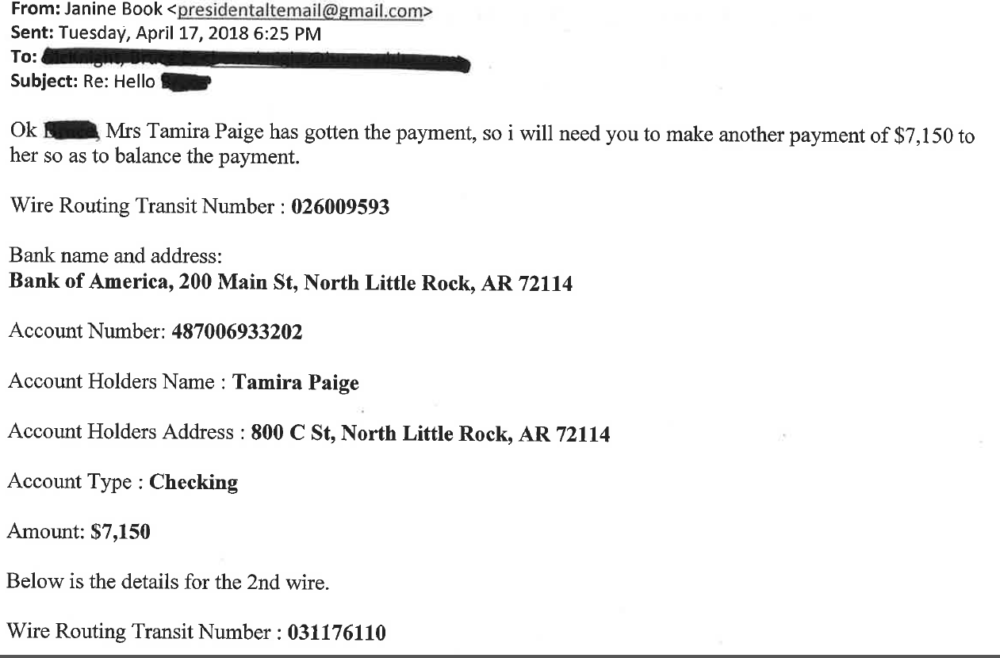 From: Janine Book <presidentaltemail@gmail.com>
Sent: Tuesday, April 17, 2018 6:25 PM
To:
Subject: Re: Hello
Ok , Mrs Tamira Paige has gotten the payment, so i will need you to make another payment of $7,150 to
her so as to balance the payment.
Wire Routing Transit Number : 026009593
Bank name and address:
Bank of America, 200 Main St, North Little Rock, AR 72114
Account Number: 487006933202
Account Holders Name : Tamira Paige
Account Holders Address : 800 C St, North Little Rock, AR 72114
Account Type : Checking
Amount: $7,150
Below is the details for the 2nd wire.
Wire Routing Transit Number : 031176110